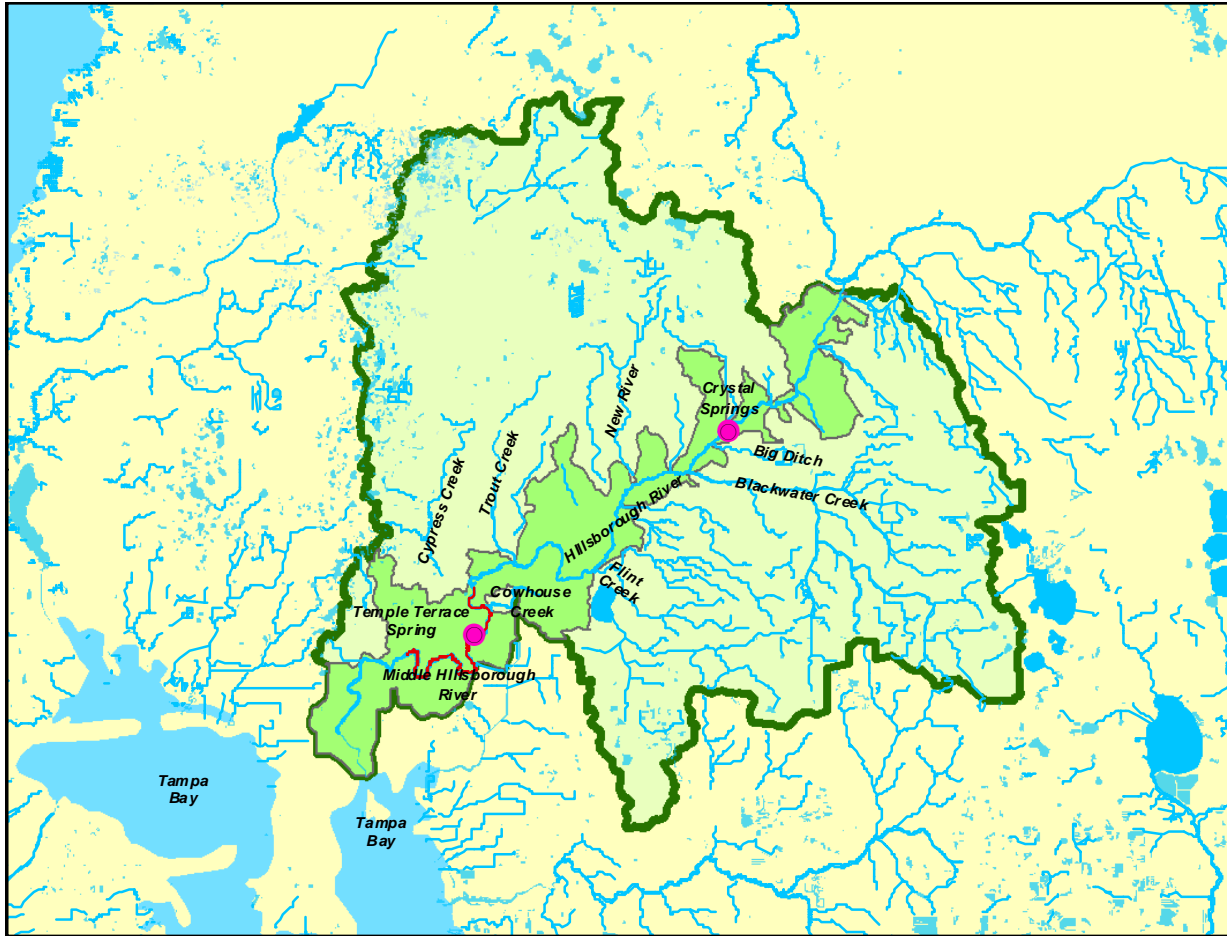 New River
Crystal
Springs
Big Ditch
Blackwater Creek
Trout Creek
Cypress Creek
Hillsborough River
Flint
Creek
Cowhouse
Creek
Temple Terrace
Spring
Middle HIllsborough
River
Tampa
Bay
Tampa
Bay